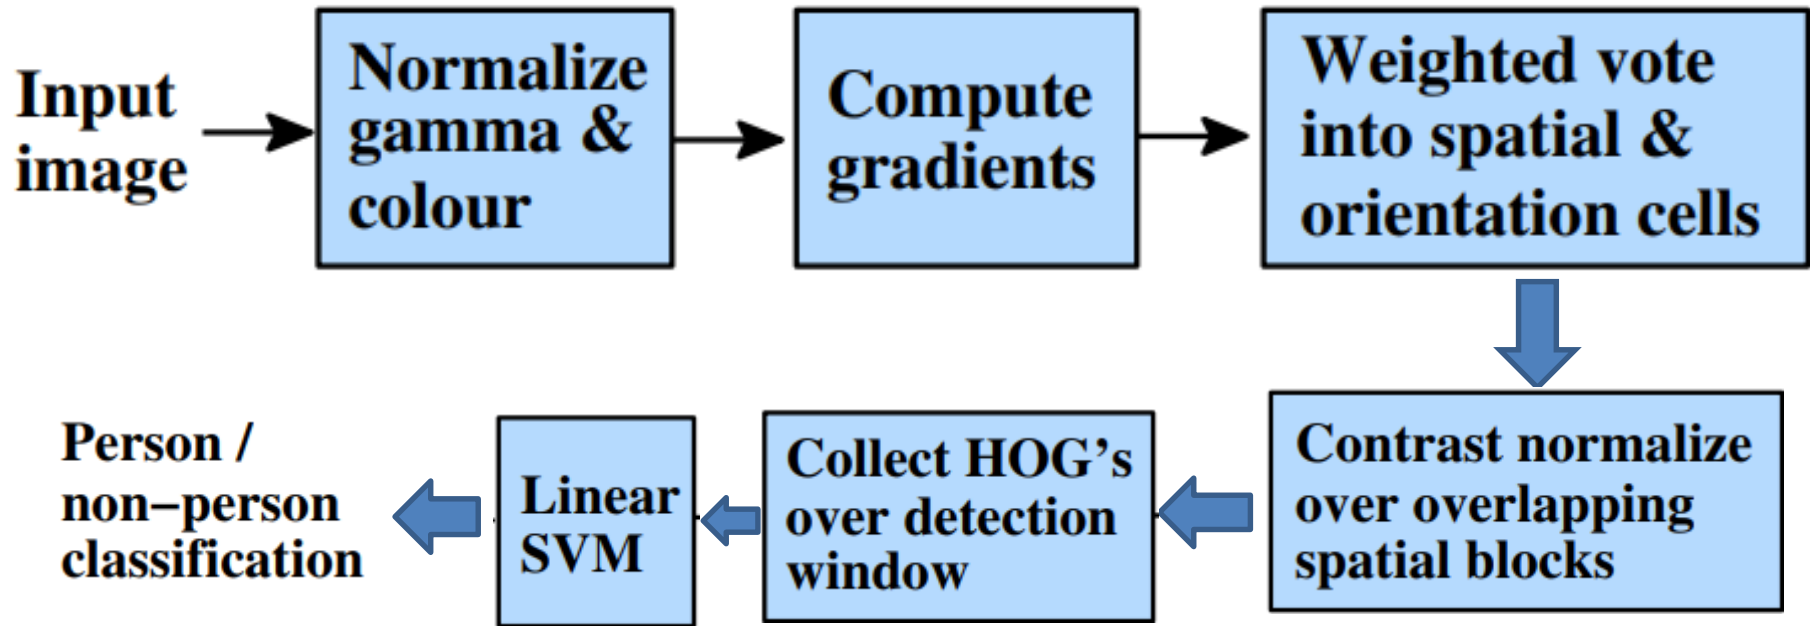 Input
image
Normalize
gamma &
colour
Compute
gradients
Weighted vote
into spatial &
orientation cells
Contrast normalize
over overlapping
spatial blocks
Collect HOG’s
over detection
window
Linear
SVM
Person /
non−person
classification